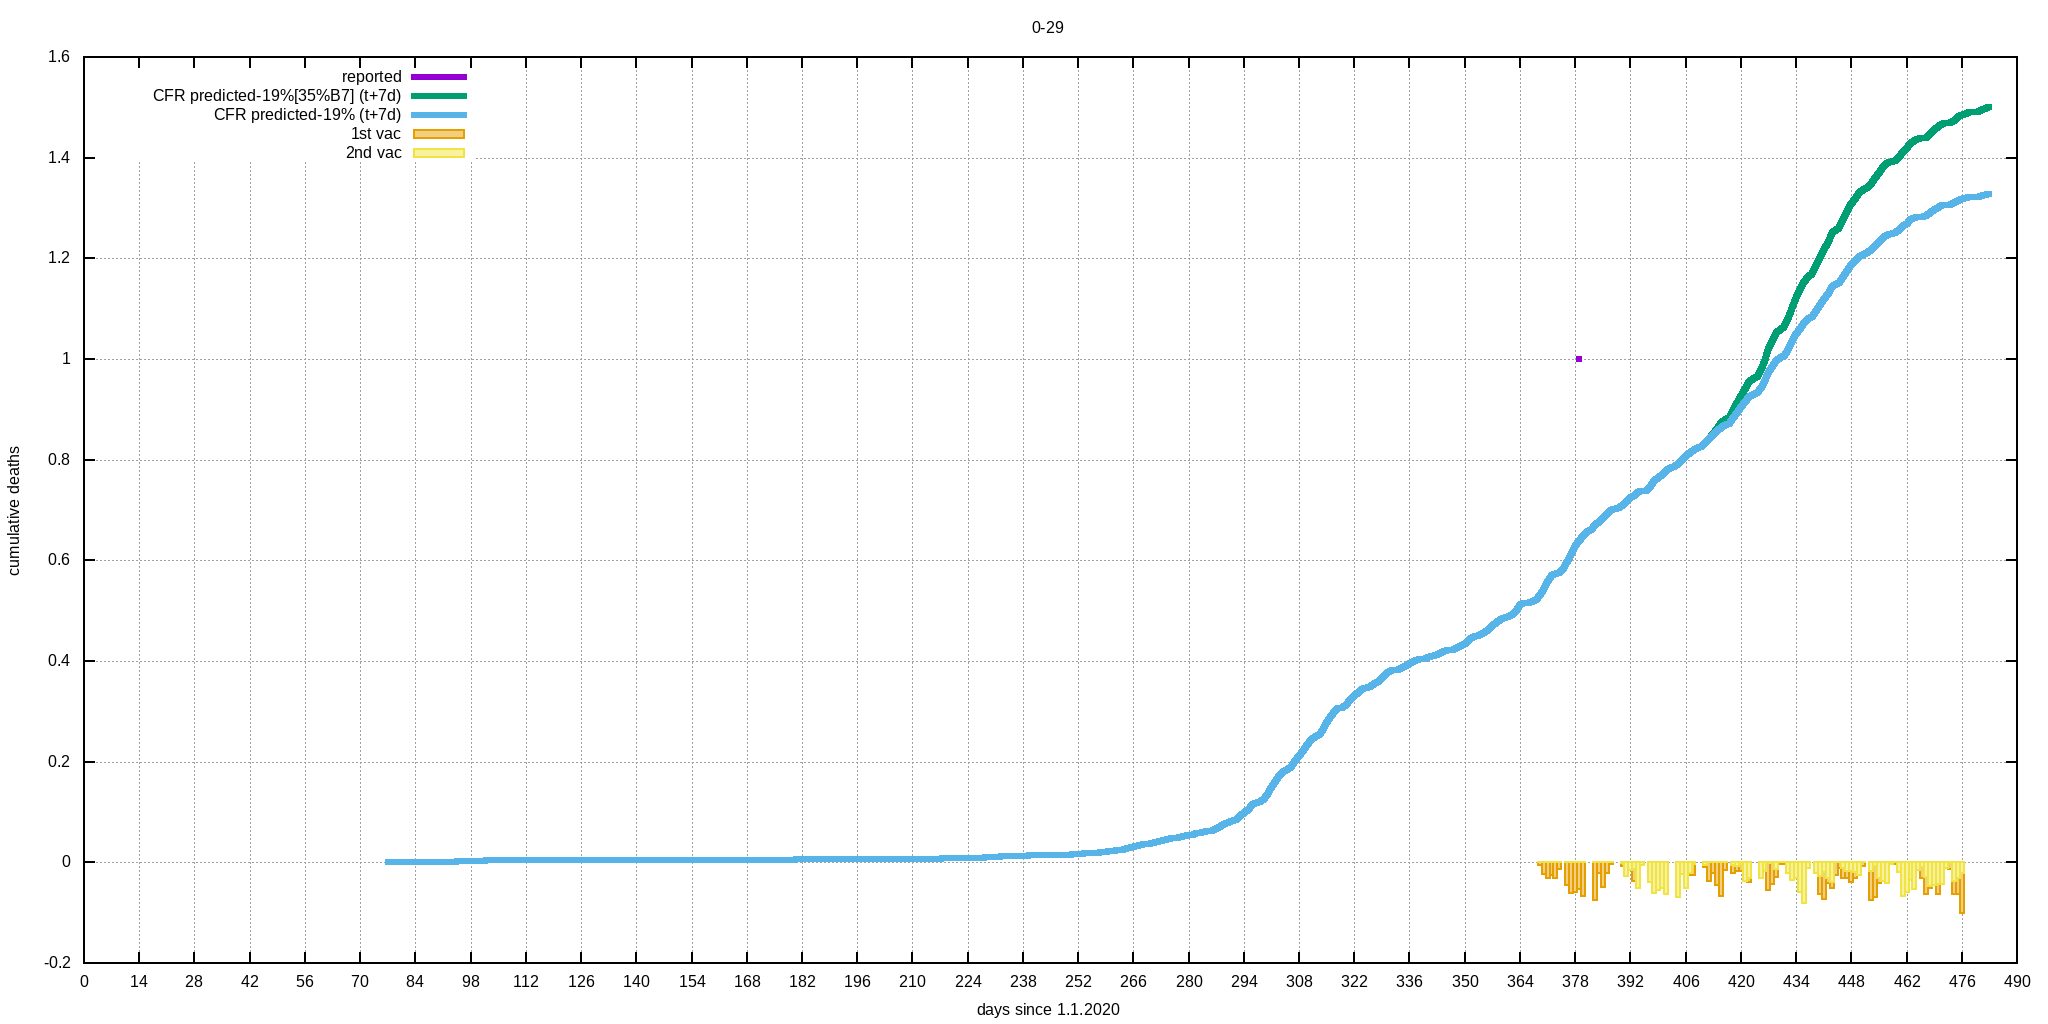 0-29
reported
CFR predicted-19%[35%B7] (t+7d)
CFR predicted-19% (t+7d)
1st vac
2nd vac
1.6
1.4
1.2
1
0.8
0.6
0.4
0.2
0
-0.2
cumulative deaths
0 14 28 42 56 70 84 98 112 126 140 154 168 182 196 210 224 238 252 266 280 294 308 322 336 350 364 378 392 406 420 434 448 462 476 490
days since 1.1.2020